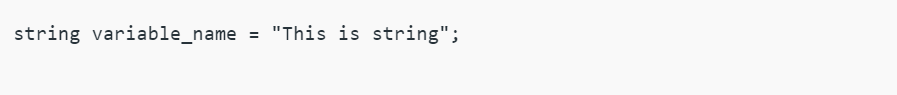 string variable_name = "This is string";